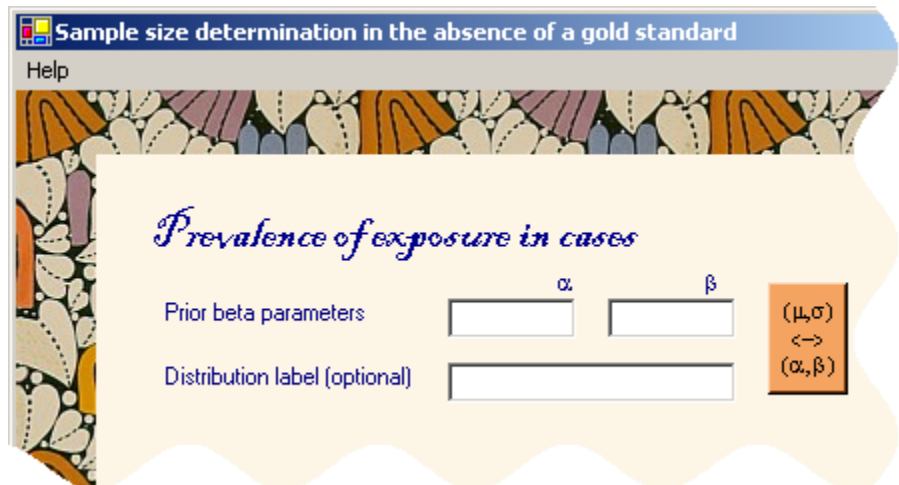 Sample size determination in the absence of a gold standard
Help
Prevalence of exposure in cases
α β
Prior beta parameters
(μ,σ)
<->
(α,β)
Distribution label (optional)